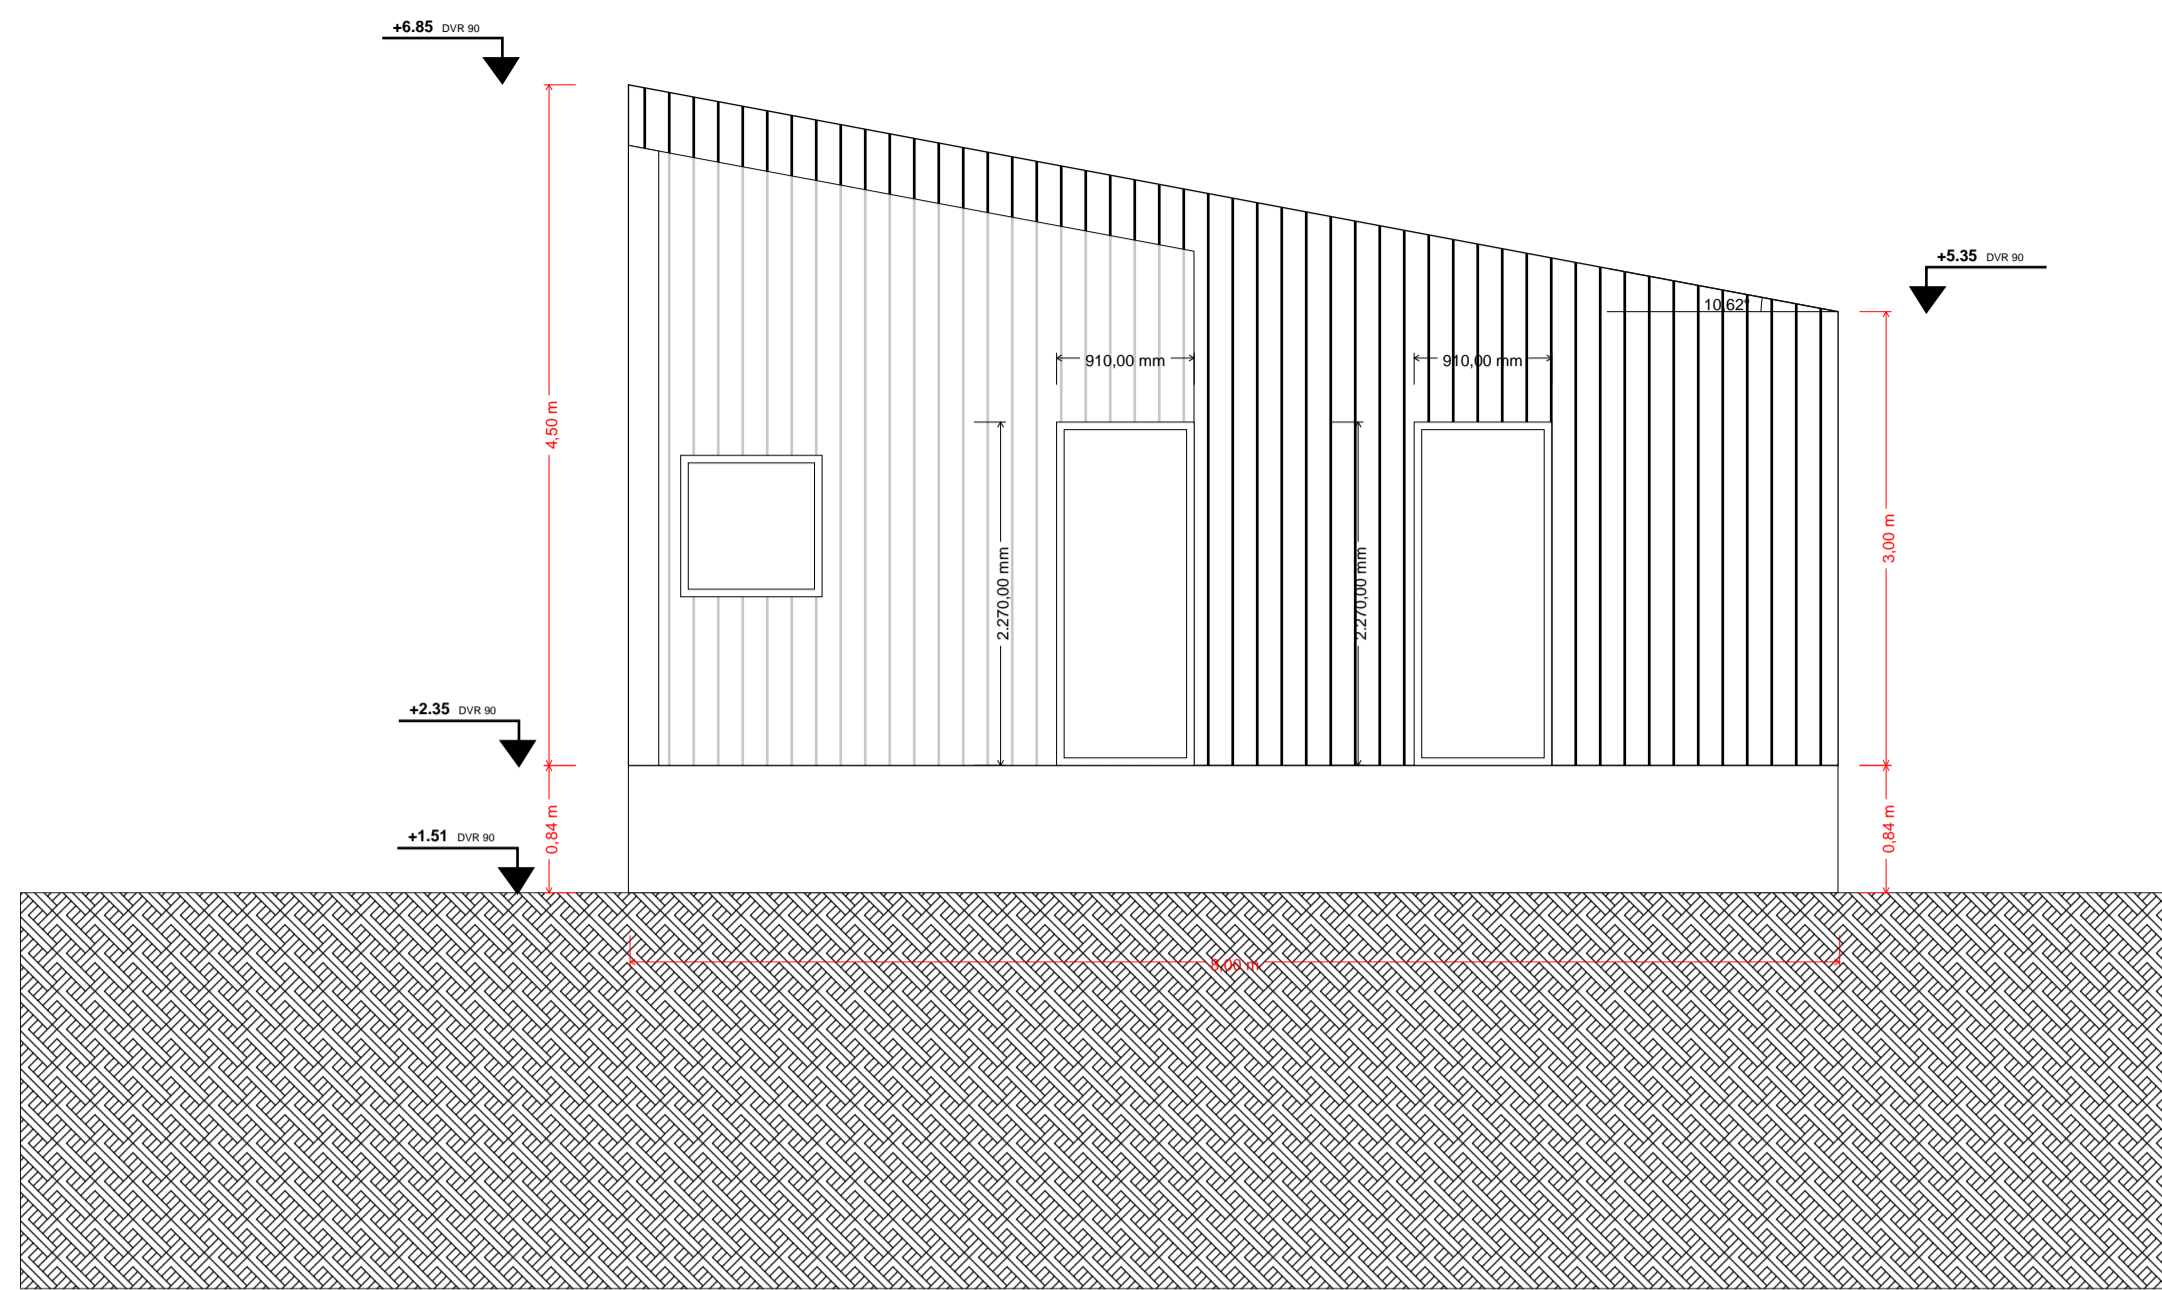 +6.85 DVR 90
+5.35 DVR 90
10,62°
910,00 mm
910,00 mm
4,50 m
3,00 m
2.270,00 mm
2.270,00 mm
+2.35 DVR 90
+1.51 DVR 90
0,84 m
0,84 m
8,00 m